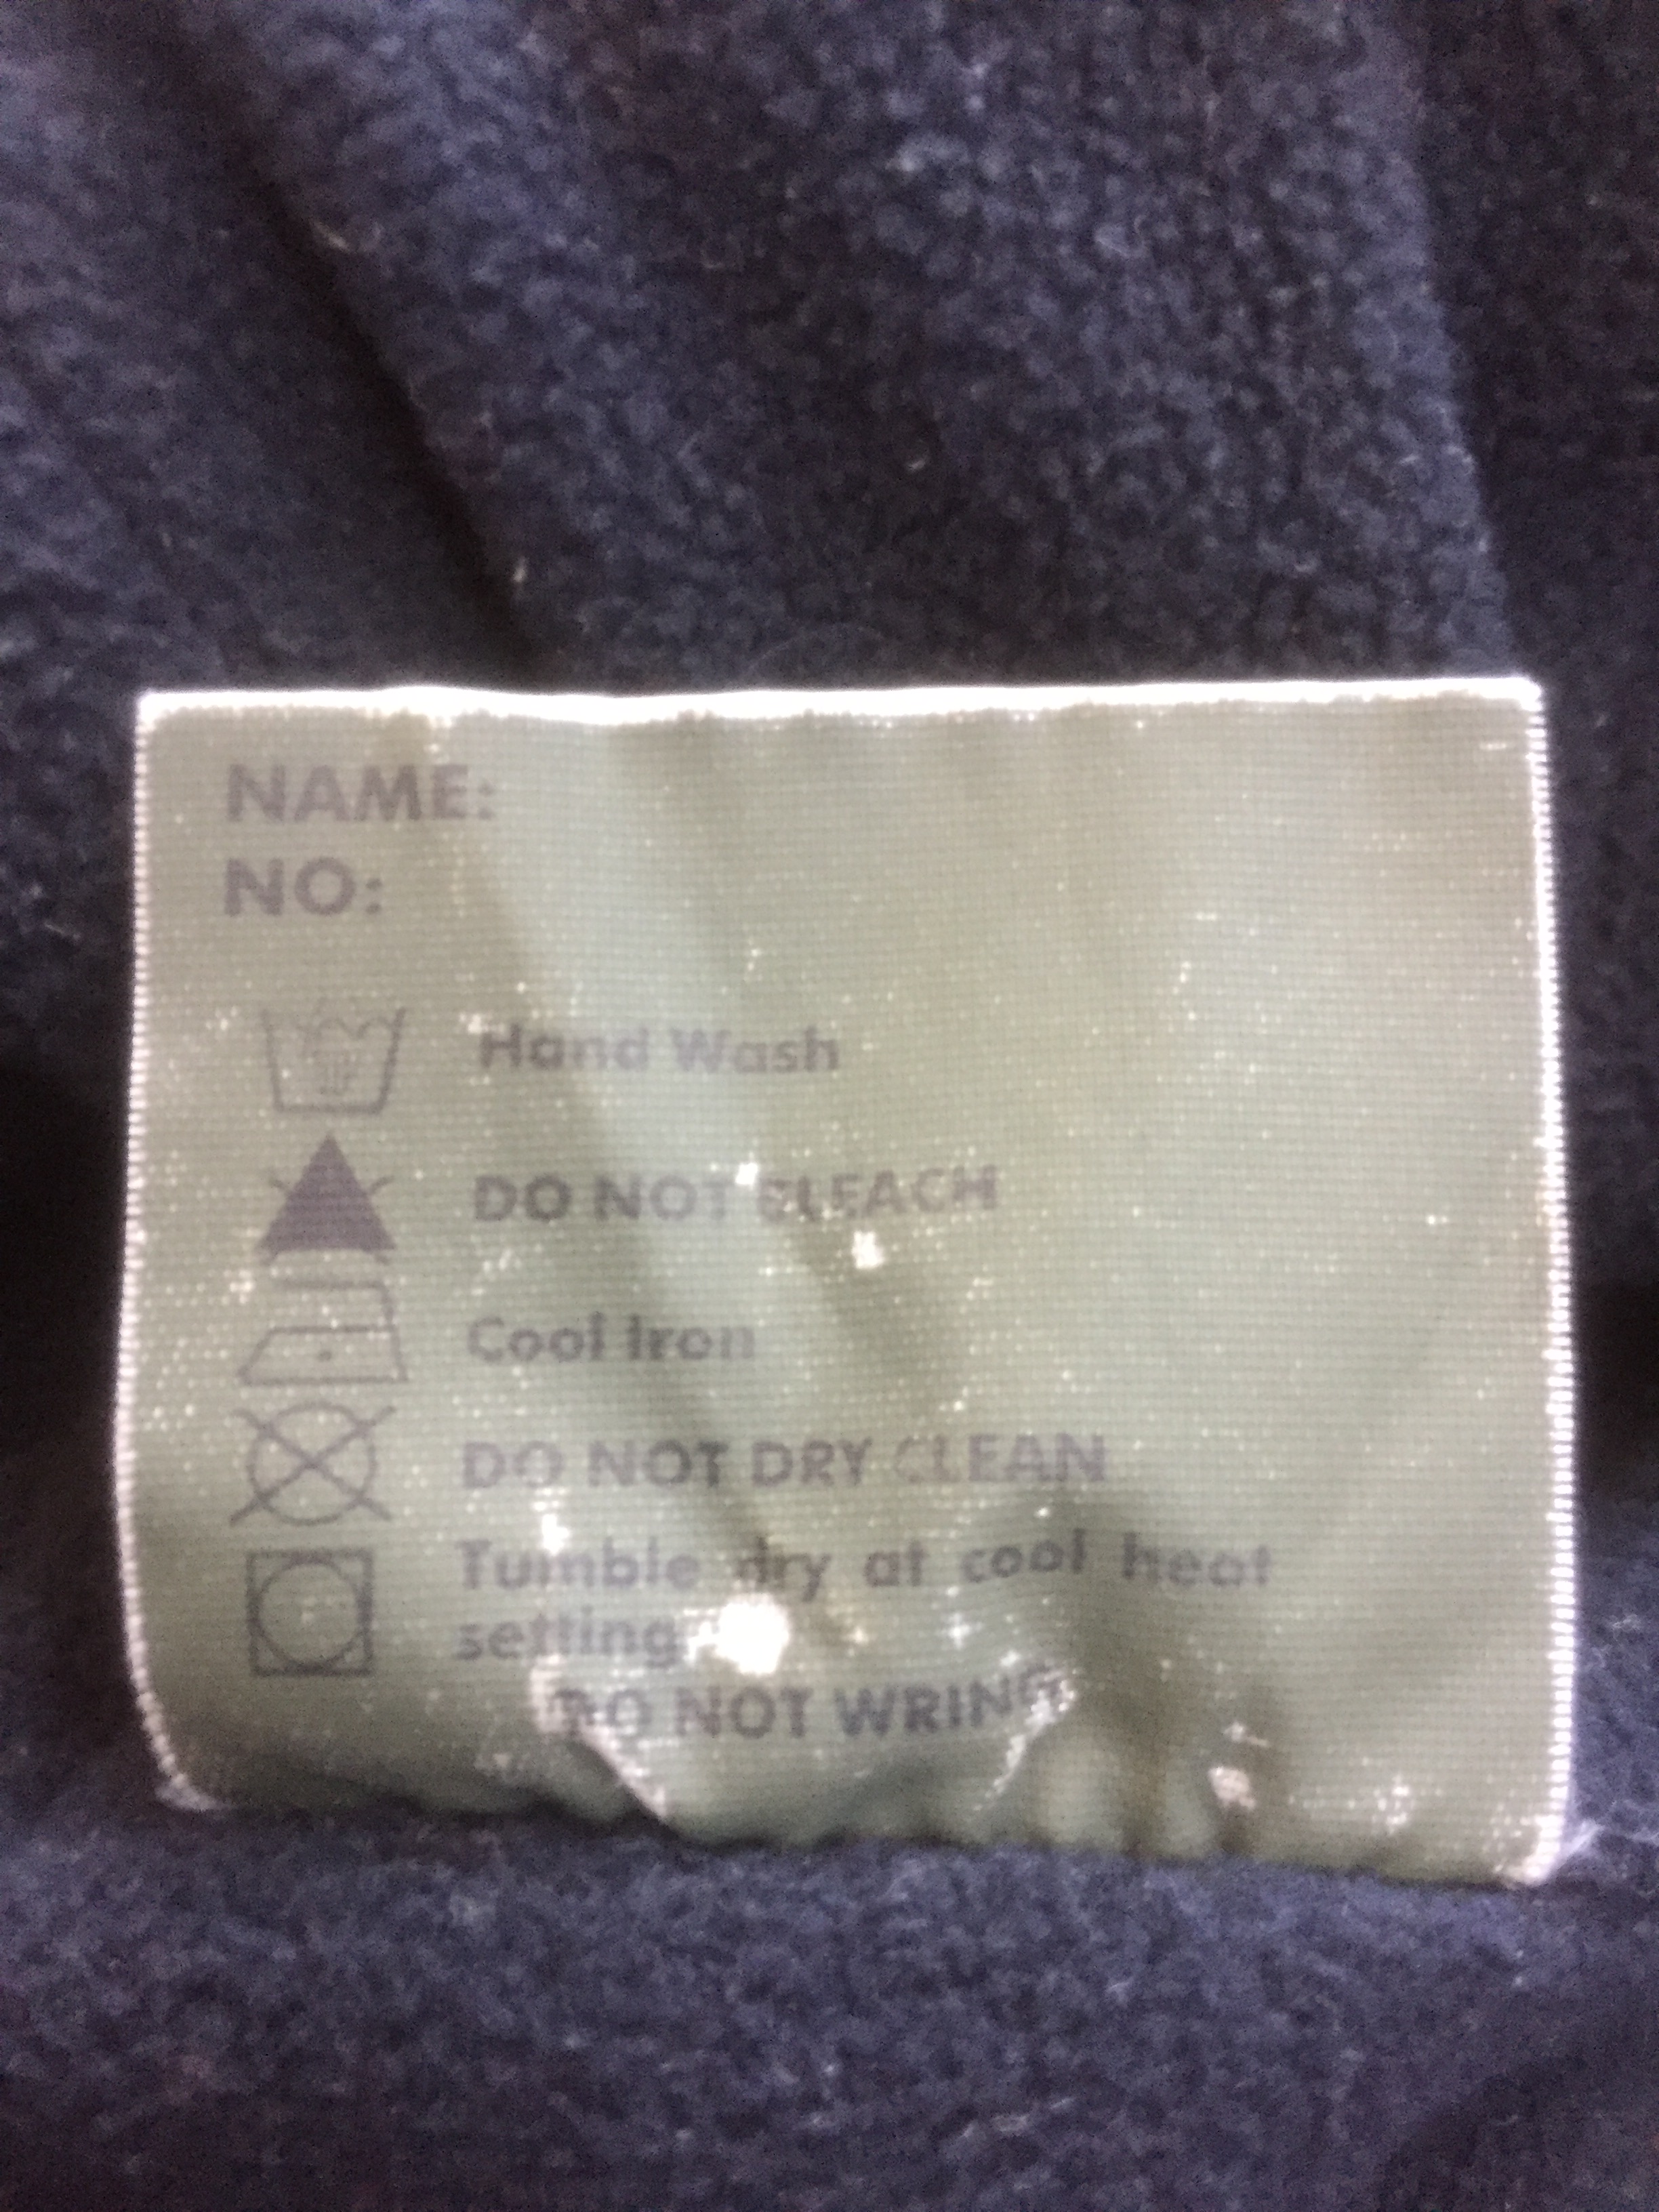 NAME:
NO:
Hand Wash
DO NOT BLEACH
Cool Iron
DO NOT DRY CLEAN
Tumble dry at cool heat
setting
DO NOT WRING